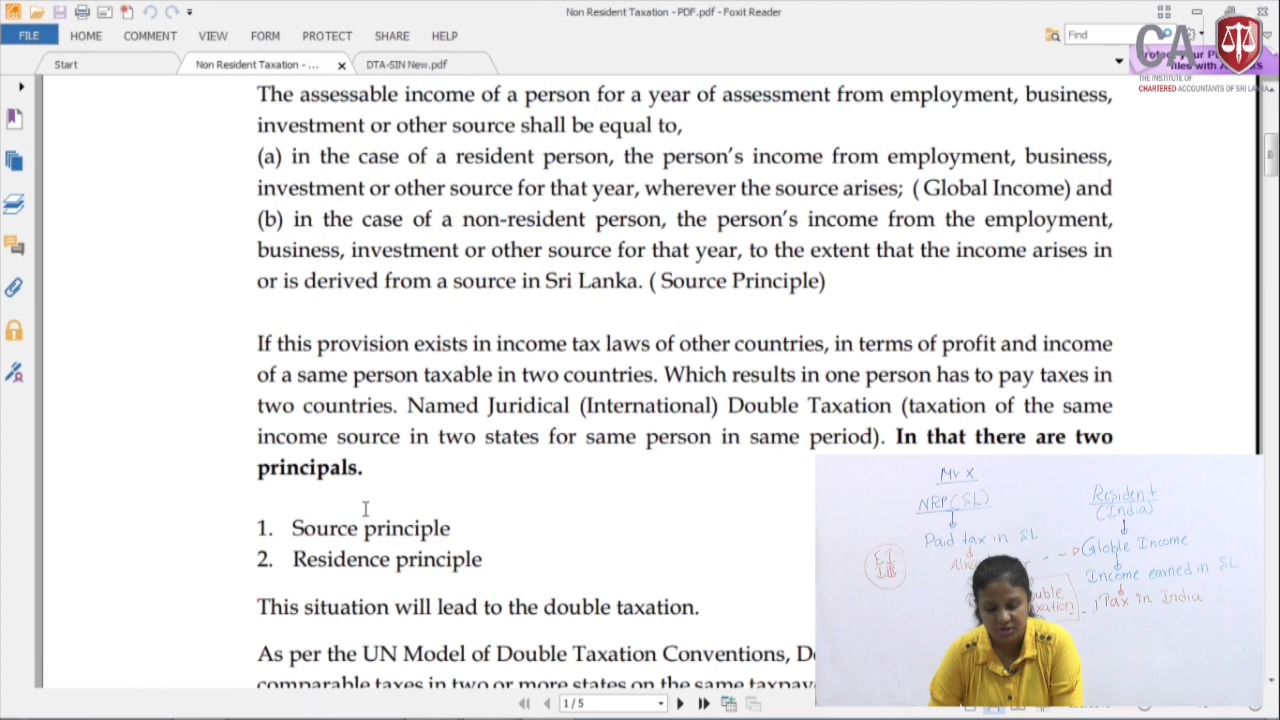 Non Resident Taxation - PDF.pdf - Foxit Reader
FILE HOME COMMENT VIEW FORM PROTECT SHARE HELP
Find
CA
THE INSTITUTE OF
CHARTERED ACCOUNTANTS OF SRI LANKA
Start
Non Resident Taxation - ...
DTA-SIN New.pdf
The assessable income of a person for a year of assessment from employment, business,
investment or other source shall be equal to,
(a) in the case of a resident person, the person's income from employment, business,
investment or other source for that year, wherever the source arises; ( Global Income) and
(b) in the case of a non-resident person, the person's income from the employment,
business, investment or other source for that year, to the extent that the income arises in
or is derived from a source in Sri Lanka. ( Source Principle)
If this provision exists in income tax laws of other countries, in terms of profit and income
of a same person taxable in two countries. Which results in one person has to pay taxes in
two countries. Named Juridical (International) Double Taxation (taxation of the same
income source in two states for same person in same period). In that there are two
principals.
1. Source principle
2. Residence principle
This situation will lead to the double taxation.
As per the UN Model of Double Taxation Conventions,
comparable taxes in two or more states on the same
Mr X
NRP (SL)
Paid tax in SL
Resident
(India)
Globle Income
Income earned in SL
Tax in India
1 / 5